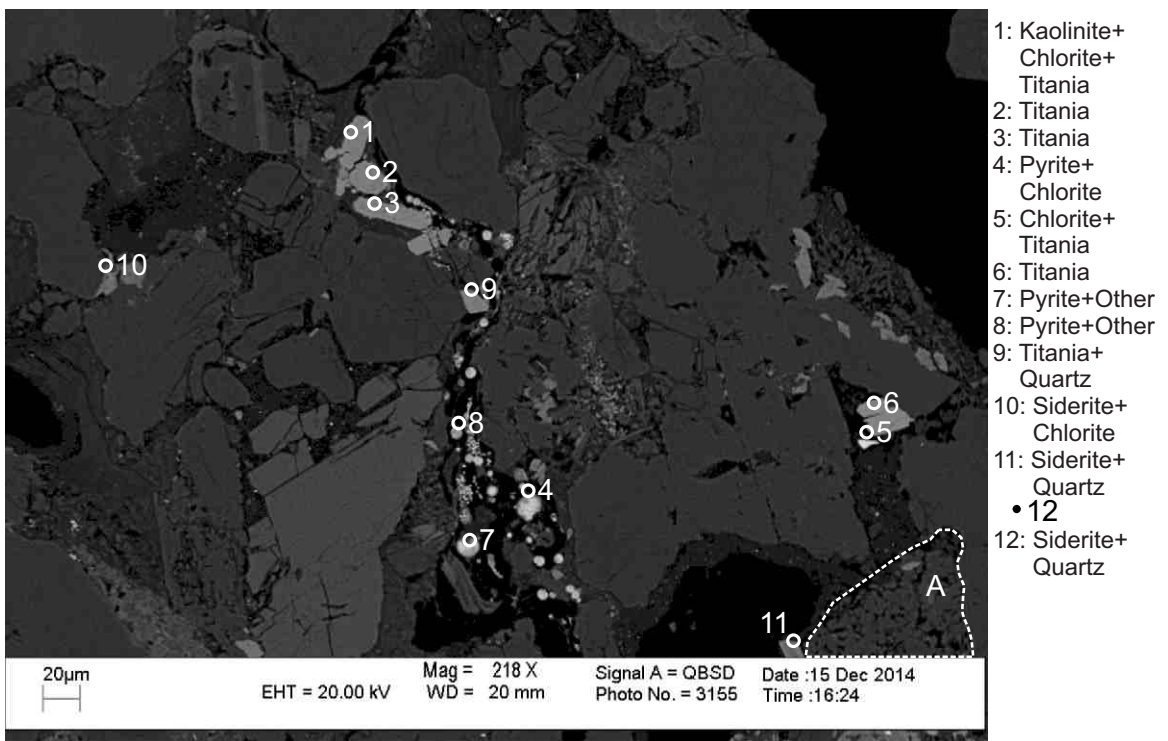 1
2
3
10
9
6
8
5
4
7
A
11
1: Kaolinite+
Chlorite+
Titania
2: Titania
3: Titania
4: Pyrite+
Chlorite
5: Chlorite+
Titania
6: Titania
7: Pyrite+Other
8: Pyrite+Other
9: Titania+
Quartz
10: Siderite+
Chlorite
11: Siderite+
Quartz
•12
12: Siderite+
Quartz
20µm
EHT = 20.00 kV
Mag = 218 X
WD = 20 mm
Signal A = QBSD
Photo No. = 3155
Date :15 Dec 2014
Time :16:24